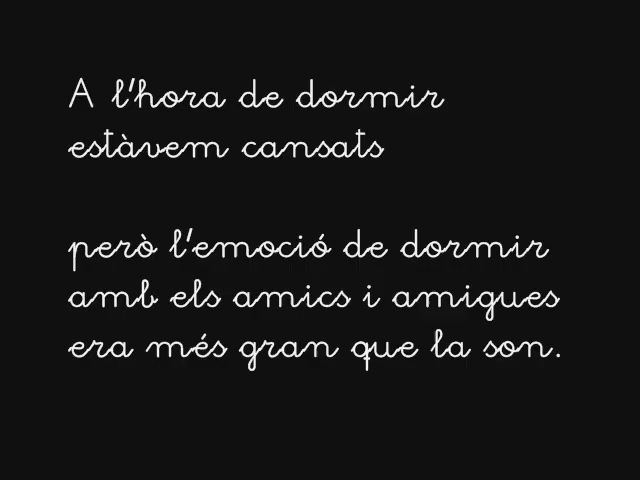 A l'hora de dormir
estàvem cansats
però l'emoció de dormir
amb els amics i amigues
era més gran que la son.